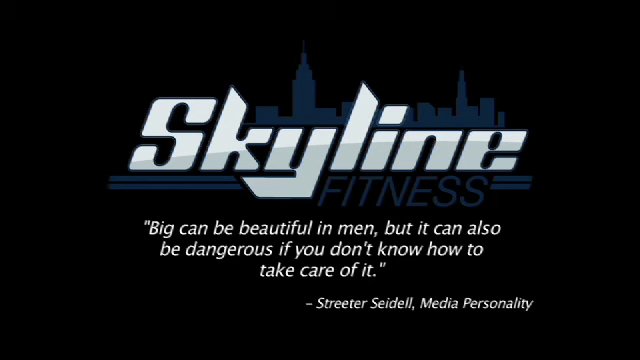 Skyline
FITNESS
"Big can be beautiful in men, but it can also
be dangerous if you don't know how to
take care of it."
– Streeter Seidell, Media Personality